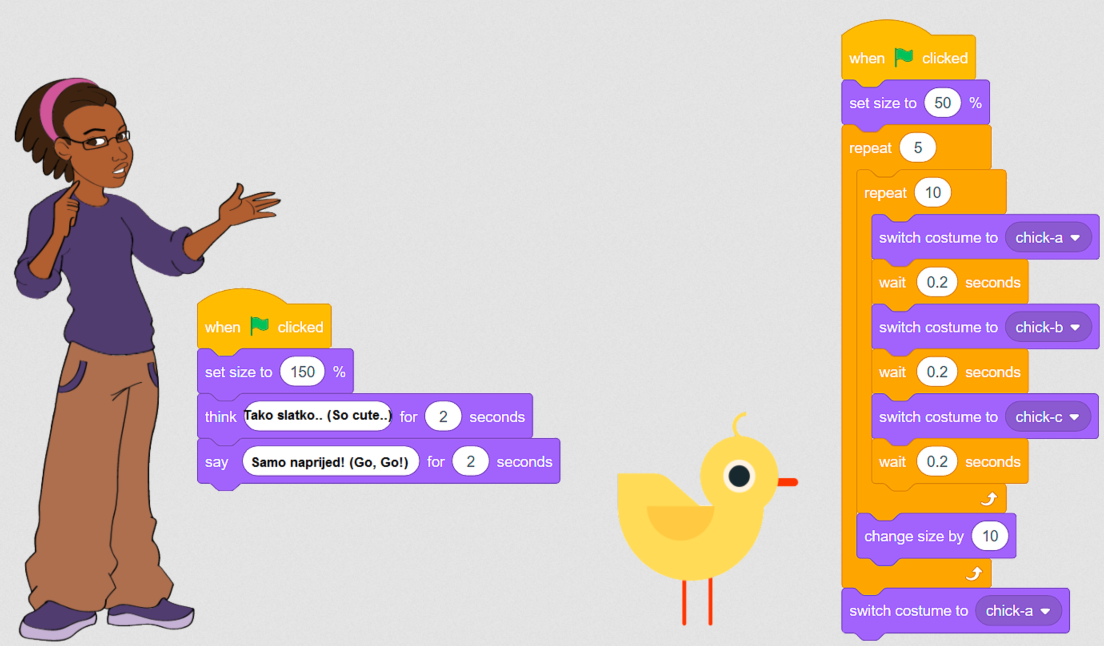 when clicked
set size to 150 %
think Tako slatko.. (So cute..) for 2 seconds
say Samo naprijed! (Go, Go!) for 2 seconds
when clicked
set size to 50 %
repeat 5
repeat 10
switch costume to chick-a
wait 0.2 seconds
switch costume to chick-b
wait 0.2 seconds
switch costume to chick-c
wait 0.2 seconds
change size by 10
switch costume to chick-a